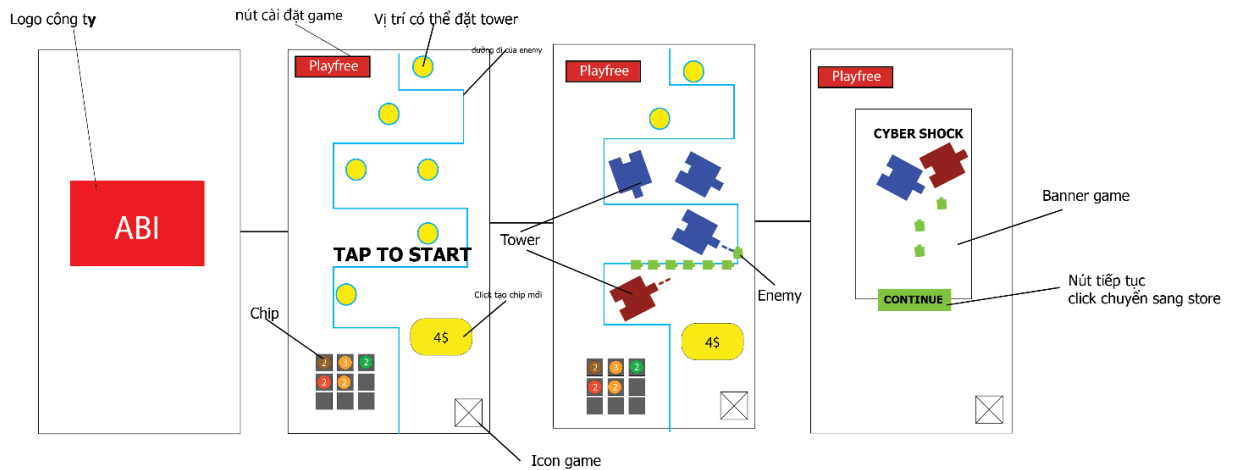 Logo công ty
nút cài đặt game
Vị trí có thể đặt tower
đường di của enemy
Playfree
Playfree
Playfree
ABI
TAP TO START
Tower
Click tạo chip mới
Chip
4$
2 3 2
2 2
Icon game
Enemy
4$
2 3 2
2 2
CYBER SHOCK
Banner game
CONTINUE
Nút tiếp tục
click chuyển sang store